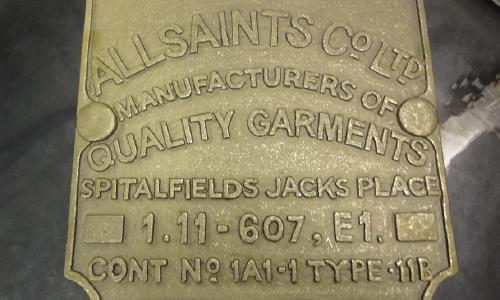 ALLSAINTS Co LTD
MANUFACTURERS OF
QUALITY GARMENTS
SPITALFIELDS JACKS PLACE
1.11-607, E1.
CONT No 1A1·1 TYPE·11B